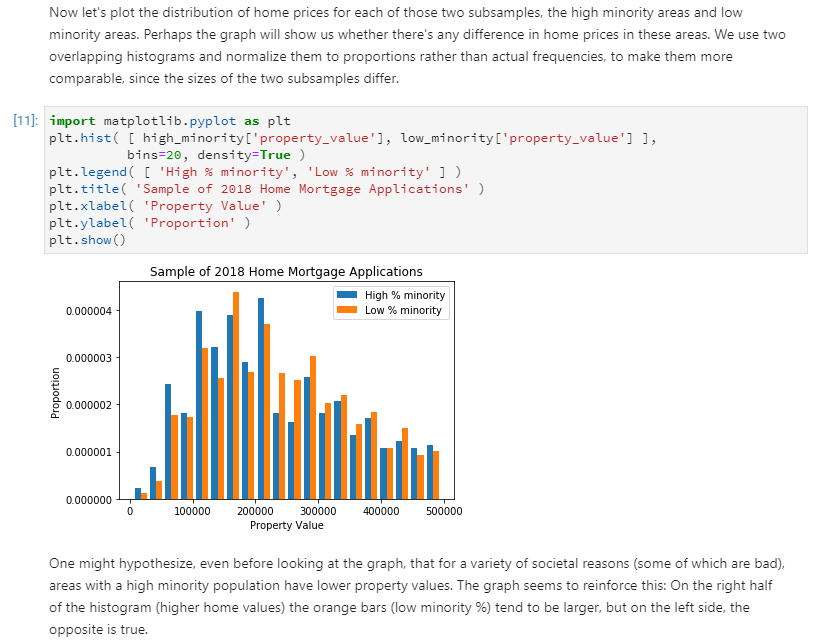 Now let's plot the distribution of home prices for each of those two subsamples, the high minority areas and low
minority areas. Perhaps the graph will show us whether there's any difference in home prices in these areas. We use two
overlapping histograms and normalize them to proportions rather than actual frequencies, to make them more
comparable, since the sizes of the two subsamples differ.
[11]: import matplotlib.pyplot as plt
plt.hist( [ high_minority['property_value'], low_minority['property_value'] ],
          bins=20, density=True )
plt.legend( [ 'High % minority', 'Low % minority' ] )
plt.title( 'Sample of 2018 Home Mortgage Applications' )
plt.xlabel( 'Property Value' )
plt.ylabel( 'Proportion' )
plt.show()
Sample of 2018 Home Mortgage Applications
High % minority
Low % minority
0.000004
0.000003
0.000002
0.000001
0.000000
Proportion
0 100000 200000 300000 400000 500000
Property Value
One might hypothesize, even before looking at the graph, that for a variety of societal reasons (some of which are bad),
areas with a high minority population have lower property values. The graph seems to reinforce this: On the right half
of the histogram (higher home values) the orange bars (low minority %) tend to be larger, but on the left side, the
opposite is true.